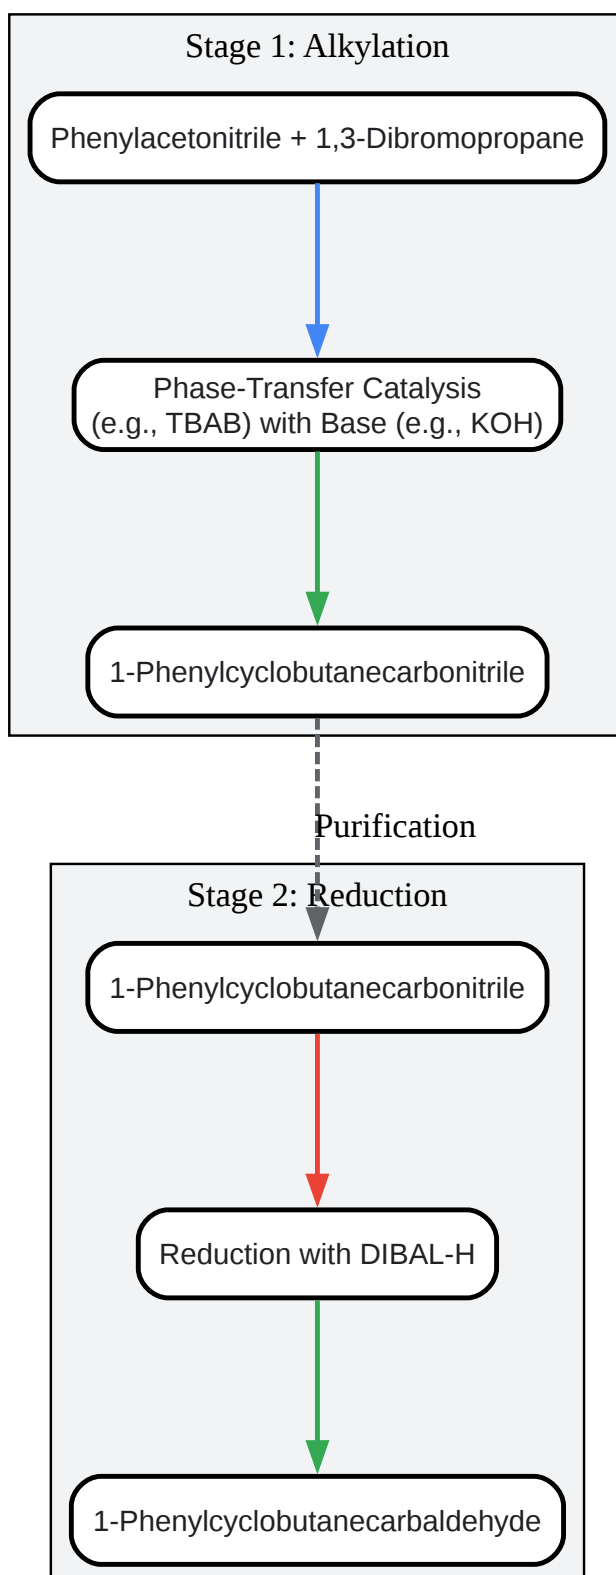 Stage 1: Alkylation
Phenylacetonitrile + 1,3-Dibromopropane
Phase-Transfer Catalysis
(e.g., TBAB) with Base (e.g., KOH)
1-Phenylcyclobutanecarbonitrile
Purification
Stage 2: Reduction
1-Phenylcyclobutanecarbonitrile
Reduction with DIBAL-H
1-Phenylcyclobutanecarbaldehyde